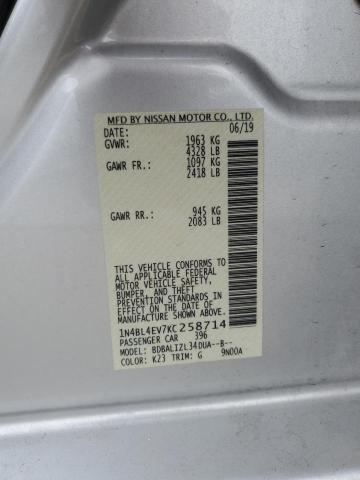 MFD BY NISSAN MOTOR CO., LTD.
DATE: 06/19
GVWR: 1963 KG
4328 LB
GAWR FR.: 1097 KG
2418 LB
GAWR RR.: 945 KG
2083 LB
THIS VEHICLE CONFORMS TO ALL
APPLICABLE FEDERAL MOTOR
VEHICLE SAFETY,
BUMPER, AND THEFT
PREVENTION STANDARDS
IN EFFECT ON THE DATE OF
MANUFACTURE SHOWN ABOVE.
1N4BL4EV7KC258714
PASSENGER CAR 396
MODEL: BDBALIZL34DUA--B--
COLOR: K23 TRIM: G 9N00A